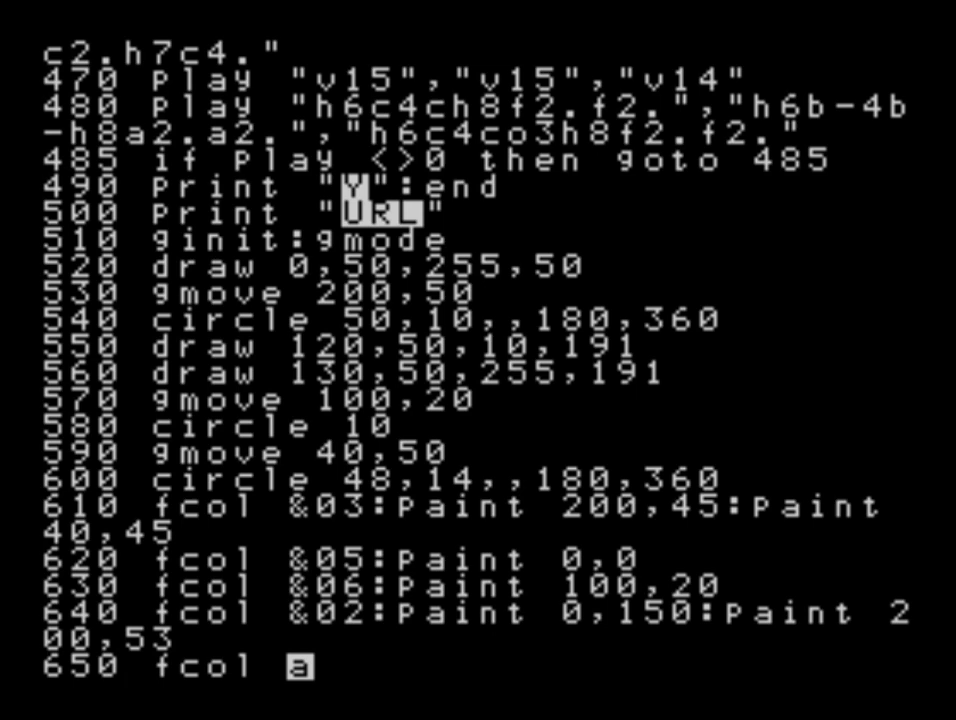 c2.h7c4."
470 play "v15","v15","v14"
480 play "h6c4ch8f2.f2.","h6b-4b
-h8a2.a2.","h6c4co3h8f2.f2."
485 if play <>0 then goto 485
490 print "Y":end
500 print "URL"
510 ginit:gmode
520 draw 0,50,255,50
530 gmove 200,50
540 circle 50,10,,180,360
550 draw 120,50,10,191
560 draw 130,50,255,191
570 gmove 100,20
580 circle 10
590 gmove 40,50
600 circle 48,14,,180,360
610 fcol &03:paint 200,45:paint
40,45
620 fcol &05:paint 0,0
630 fcol &06:paint 100,20
640 fcol &02:paint 0,150:paint 2
00,53
650 fcol a